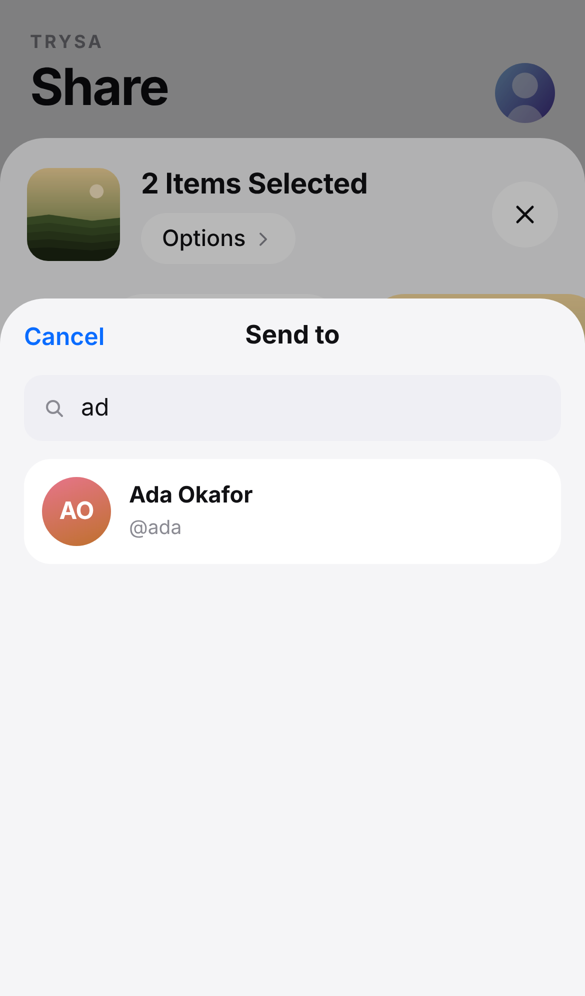 TRYSA
Share
2 Items Selected
Options
Cancel
Send to
ad
AO
Ada Okafor
@ada